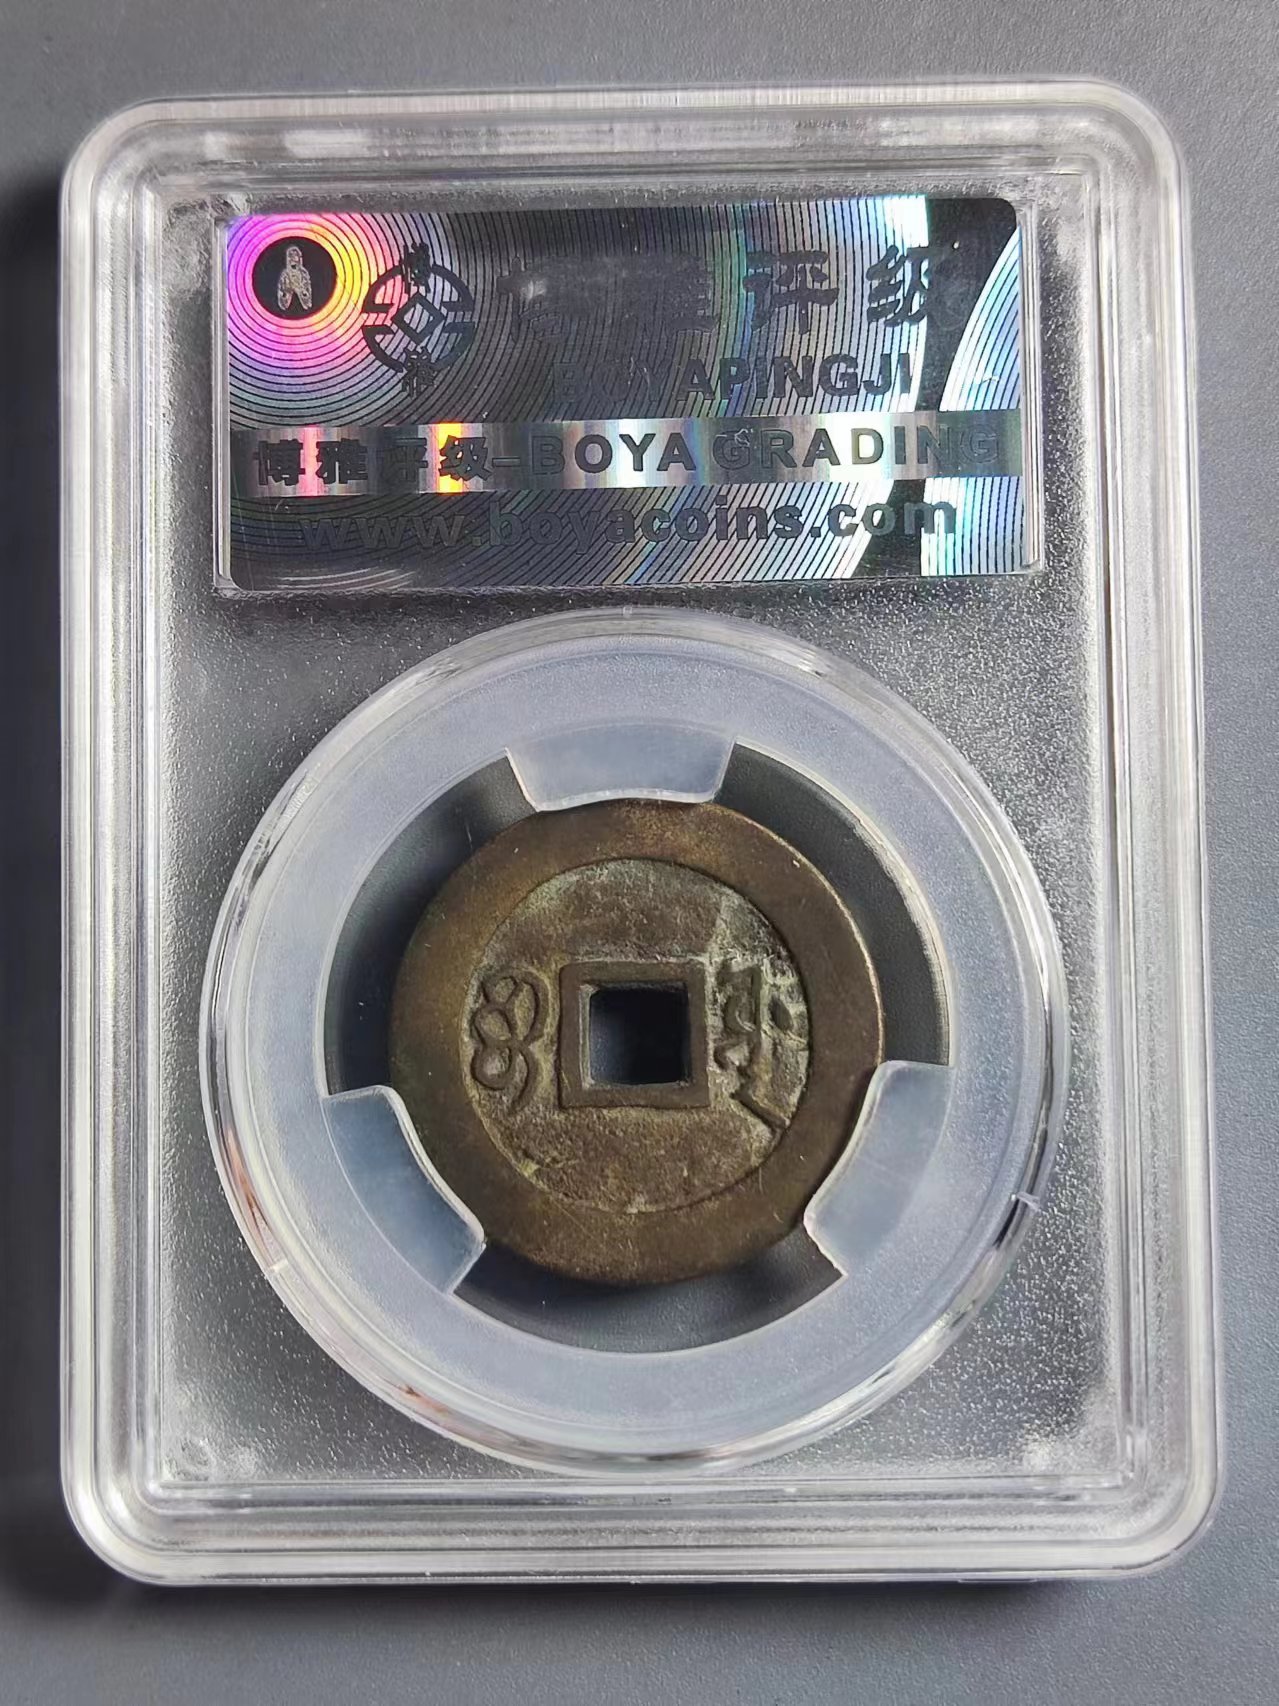 博雅评级
BOYAPINGJI
博雅评级-BOYA GRADING
www.boyacoins.com